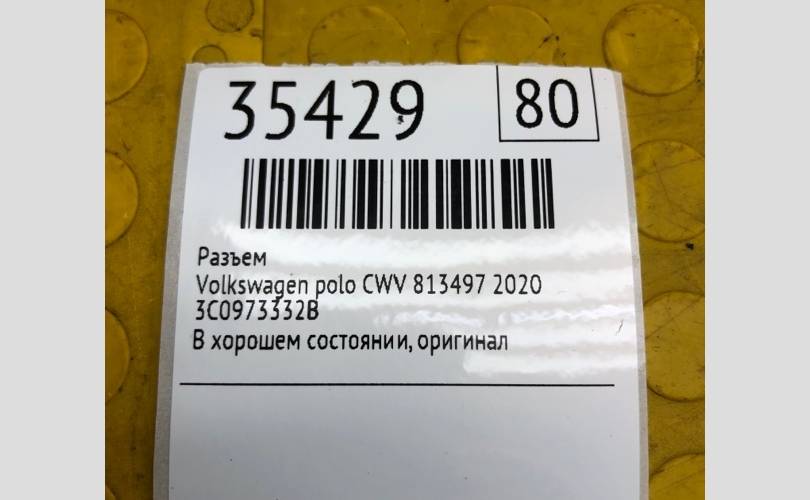 35429 80
Разъем
Volkswagen polo CWV 813497 2020
3C0973332B
В хорошем состоянии, оригинал